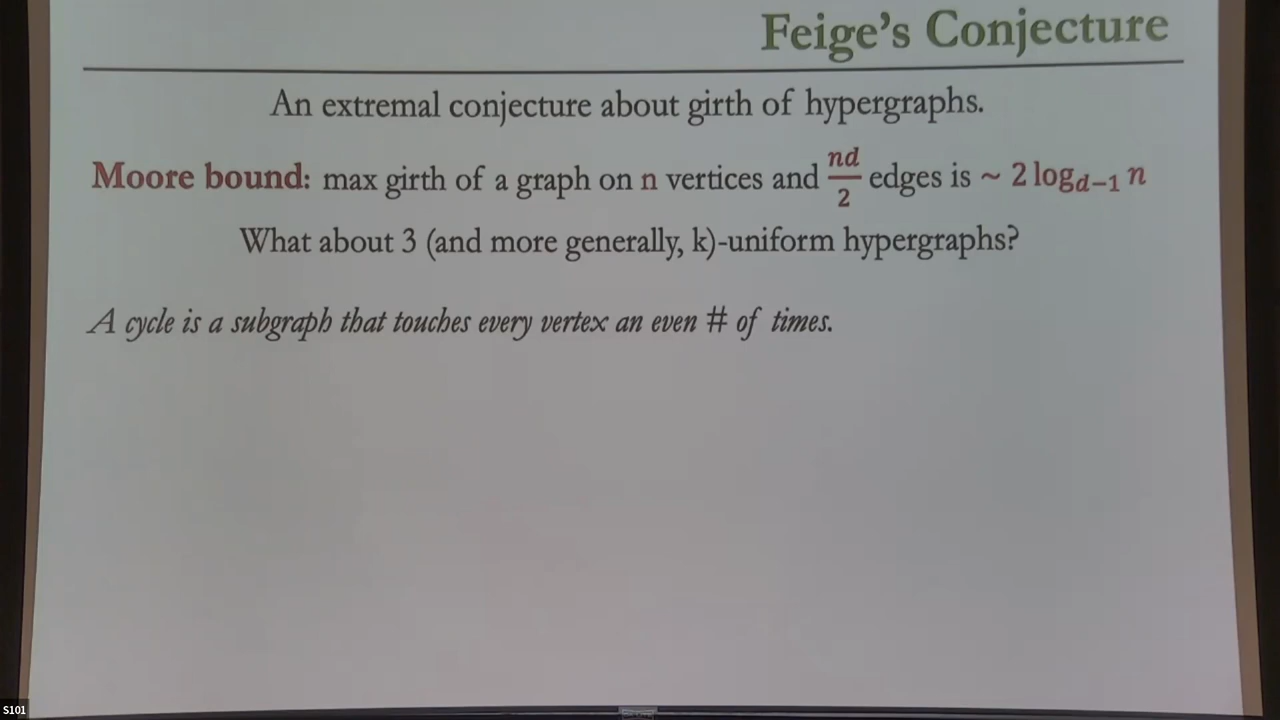 Feige's Conjecture
An extremal conjecture about girth of hypergraphs.
Moore bound: max girth of a graph on n vertices and nd/2 edges is ~ 2 log_{d−1} n
What about 3 (and more generally, k)-uniform hypergraphs?
A cycle is a subgraph that touches every vertex an even # of times.
S101